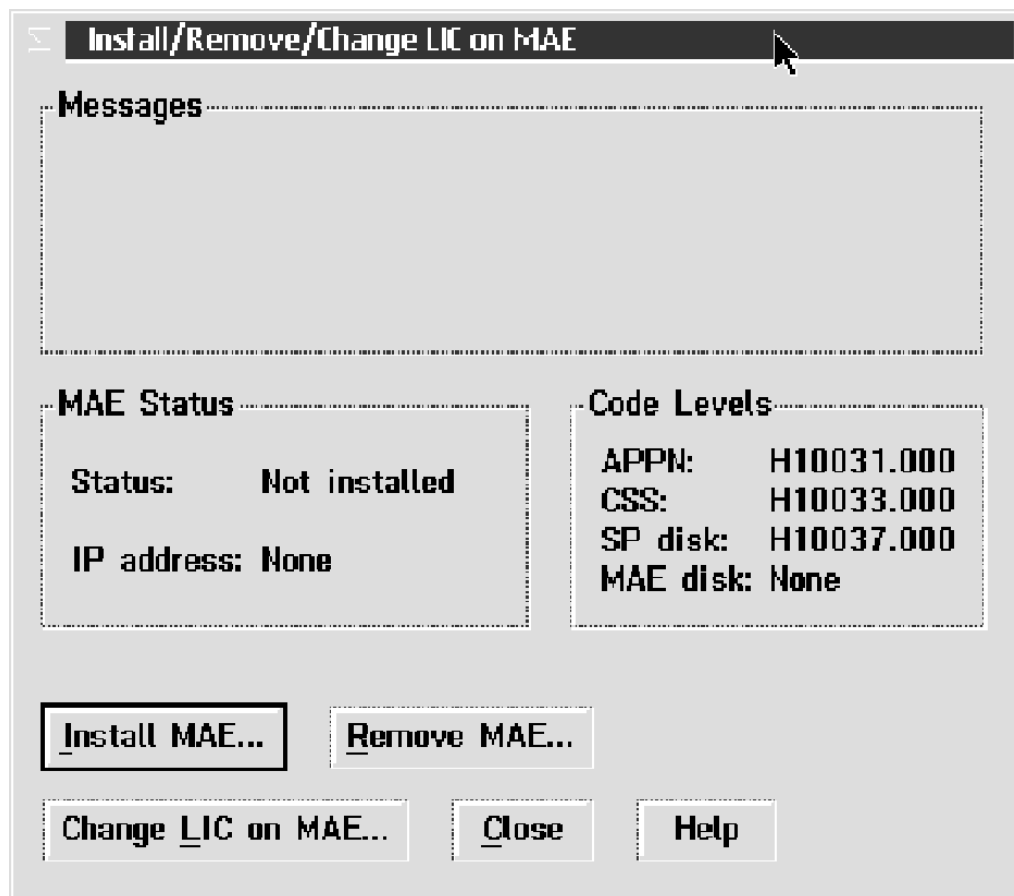 Install/Remove/Change LIC on MAE
Messages
MAE Status
Status: Not installed
IP address: None
Code Levels
APPN: H10031.000
CSS: H10033.000
SP disk: H10037.000
MAE disk: None
Install MAE...
Remove MAE...
Change LIC on MAE...
Close
Help